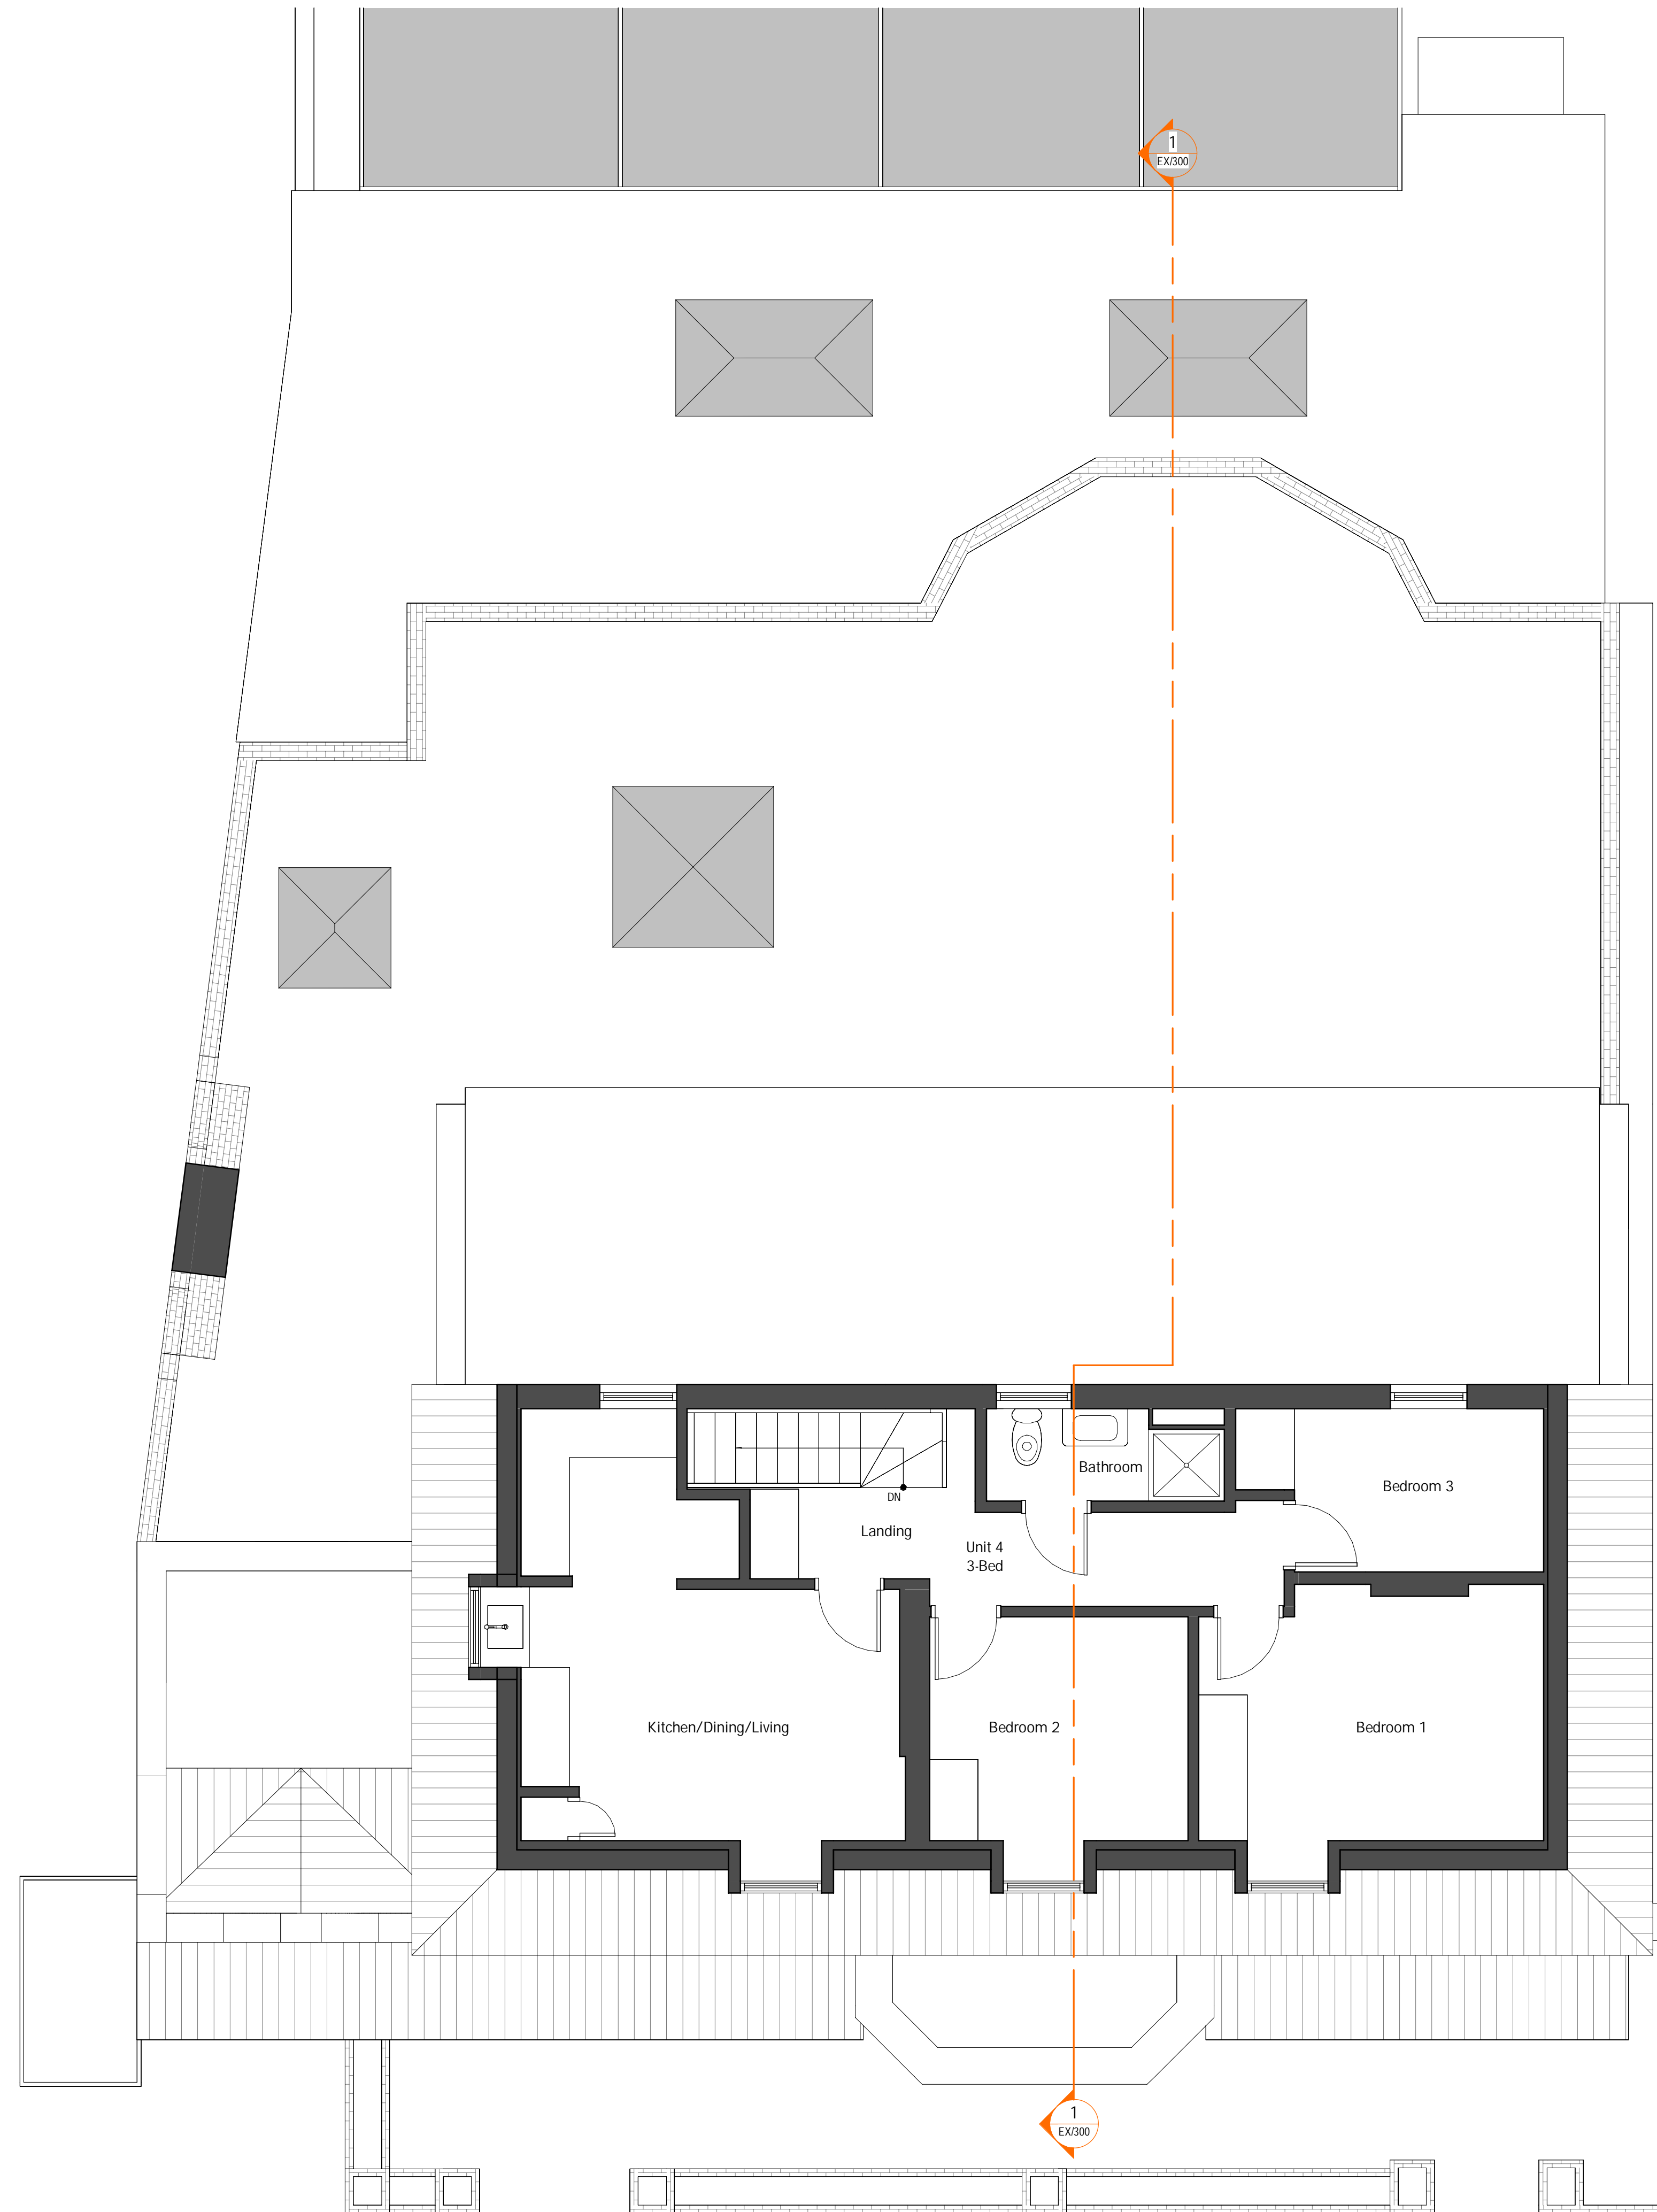 1
EX/300
Bathroom
Bedroom 3
DN
Landing
Unit 4
3-Bed
Kitchen/Dining/Living
Bedroom 2
Bedroom 1
1
EX/300